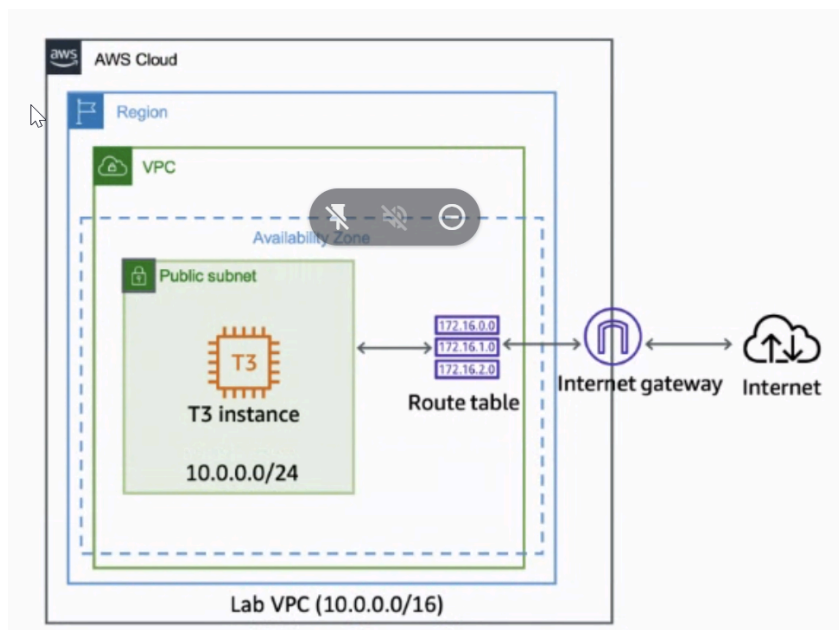 aws
AWS Cloud
Region
VPC
Availability Zone
Public subnet
T3
T3 instance
10.0.0.0/24
172.16.0.0
172.16.1.0
172.16.2.0
Route table
Internet gateway
Internet
Lab VPC (10.0.0.0/16)